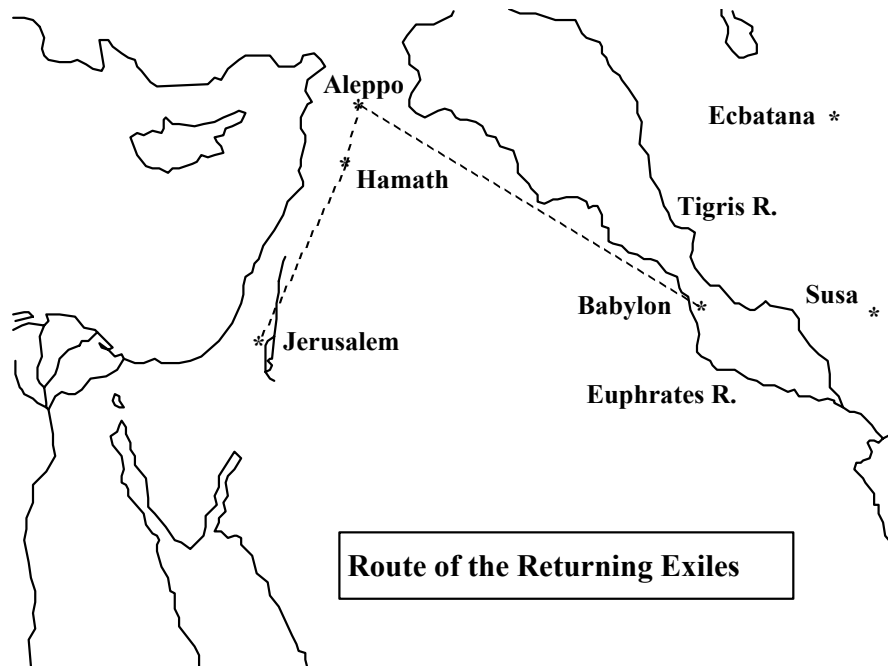 Aleppo
Ecbatana
Hamath
Tigris R.
Susa
Babylon
Jerusalem
Euphrates R.
Route of the Returning Exiles